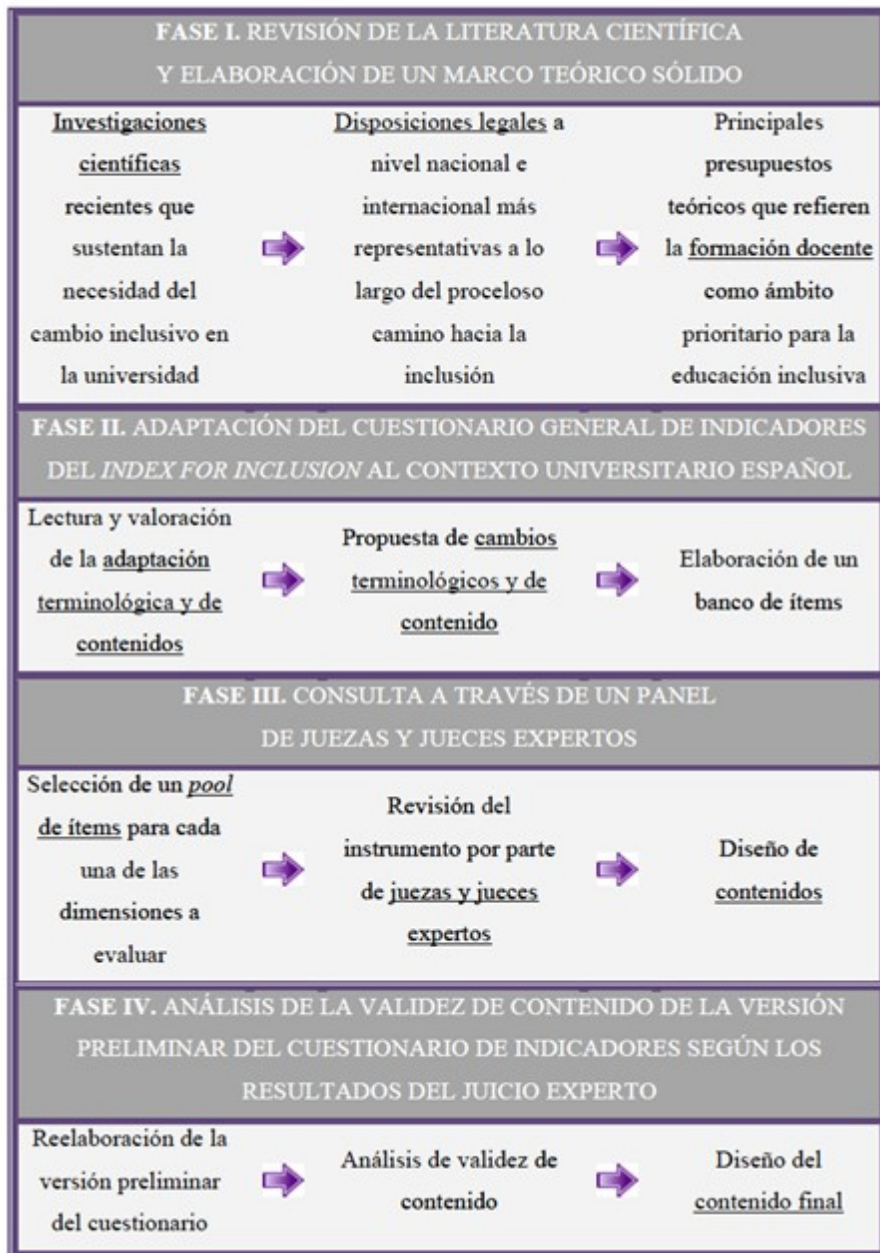 FASE I. REVISIÓN DE LA LITERATURA CIENTÍFICA
Y ELABORACIÓN DE UN MARCO TEÓRICO SÓLIDO
Investigaciones
científicas
recientes que
sustentan la
necesidad del
cambio inclusivo en
la universidad
Disposiciones legales a
nivel nacional e
internacional más
representativas a lo
largo del proceloso
camino hacia la
inclusión
Principales
presupuestos
teóricos que refieren
la formación docente
como ámbito
prioritario para la
educación inclusiva
FASE II. ADAPTACIÓN DEL CUESTIONARIO GENERAL DE INDICADORES
DEL INDEX FOR INCLUSION AL CONTEXTO UNIVERSITARIO ESPAÑOL
Lectura y valoración
de la adaptación
terminológica y de
contenidos
Propuesta de cambios
terminológicos y de
contenido
Elaboración de un
banco de ítems
FASE III. CONSULTA A TRAVÉS DE UN PANEL
DE JUEZAS Y JUECES EXPERTOS
Selección de un pool
de ítems para cada
una de las
dimensiones a
evaluar
Revisión del
instrumento por parte
de juezas y jueces
expertos
Diseño de
contenidos
FASE IV. ANÁLISIS DE LA VALIDEZ DE CONTENIDO DE LA VERSIÓN
PRELIMINAR DEL CUESTIONARIO DE INDICADORES SEGÚN LOS
RESULTADOS DEL JUICIO EXPERTO
Reelaboración de la
versión preliminar
del cuestionario
Análisis de validez de
contenido
Diseño del
contenido final